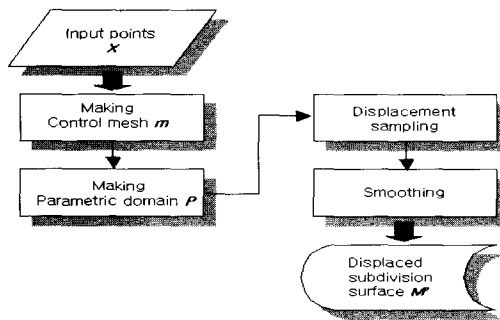 Input points
X
Making
Control mesh m
Making
Parametric domain P
Displacement
sampling
Smoothing
Displaced
subdivision
surface M'